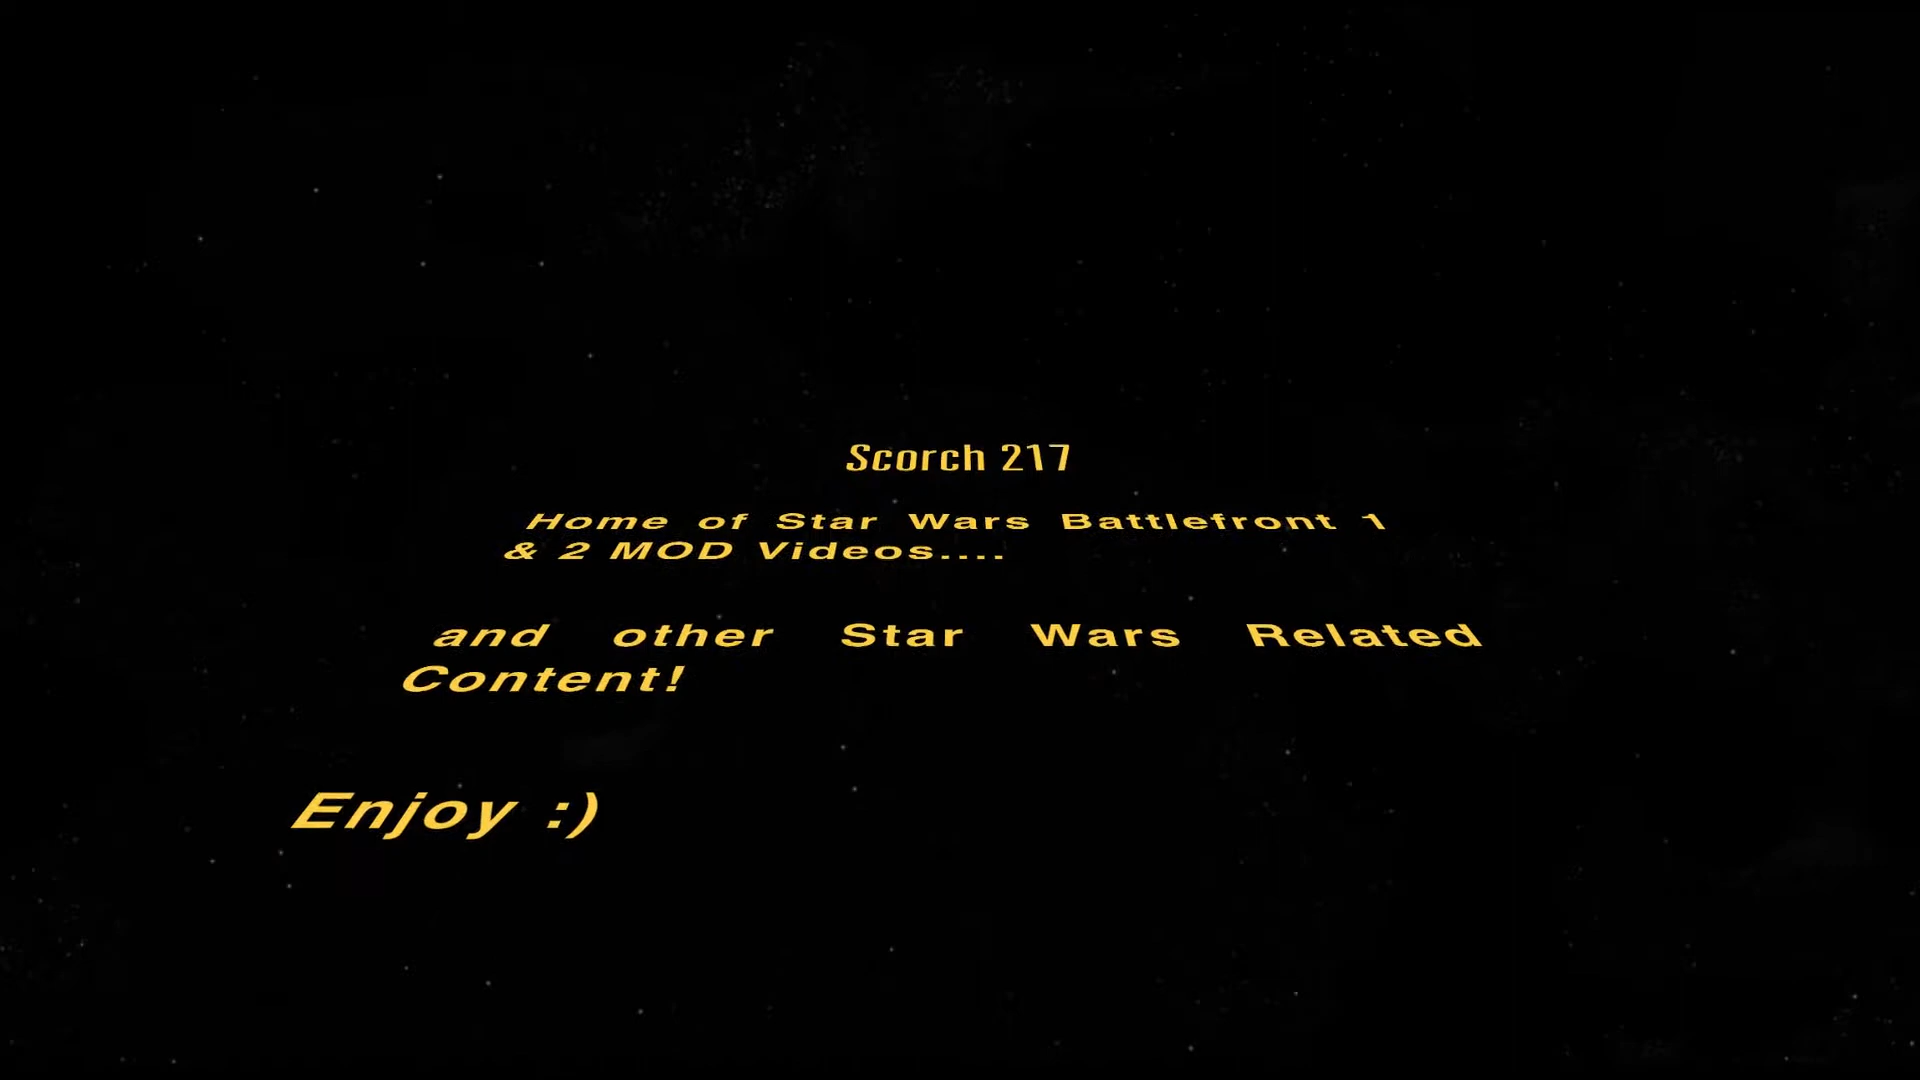 Scorch 217
Home of Star Wars Battlefront 1
& 2 MOD Videos....
and other Star Wars Related
Content!
Enjoy :)